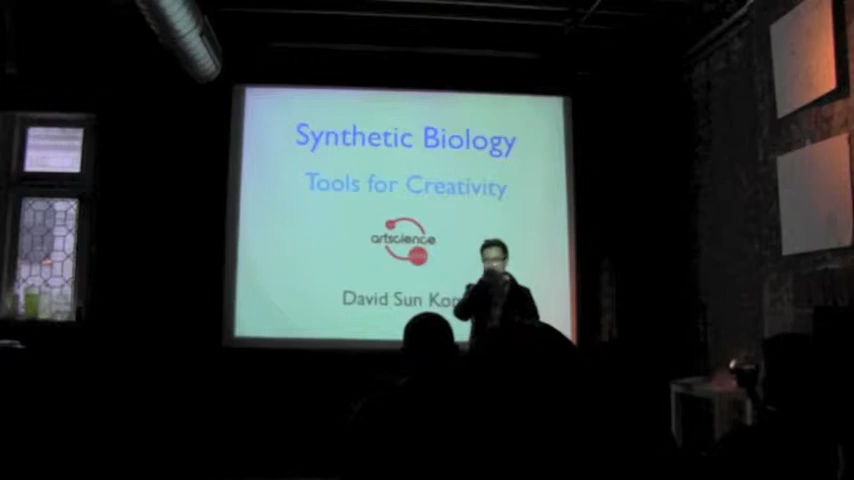 Synthetic Biology
Tools for Creativity
artscience
David Sun